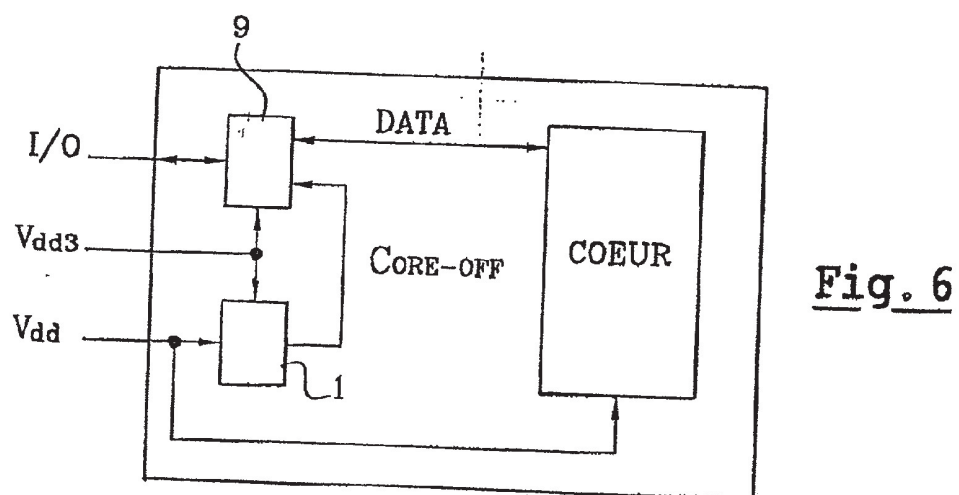 9
DATA
I/O
Vdd3
CORE-OFF
COEUR
Fig. 6
Vdd
1